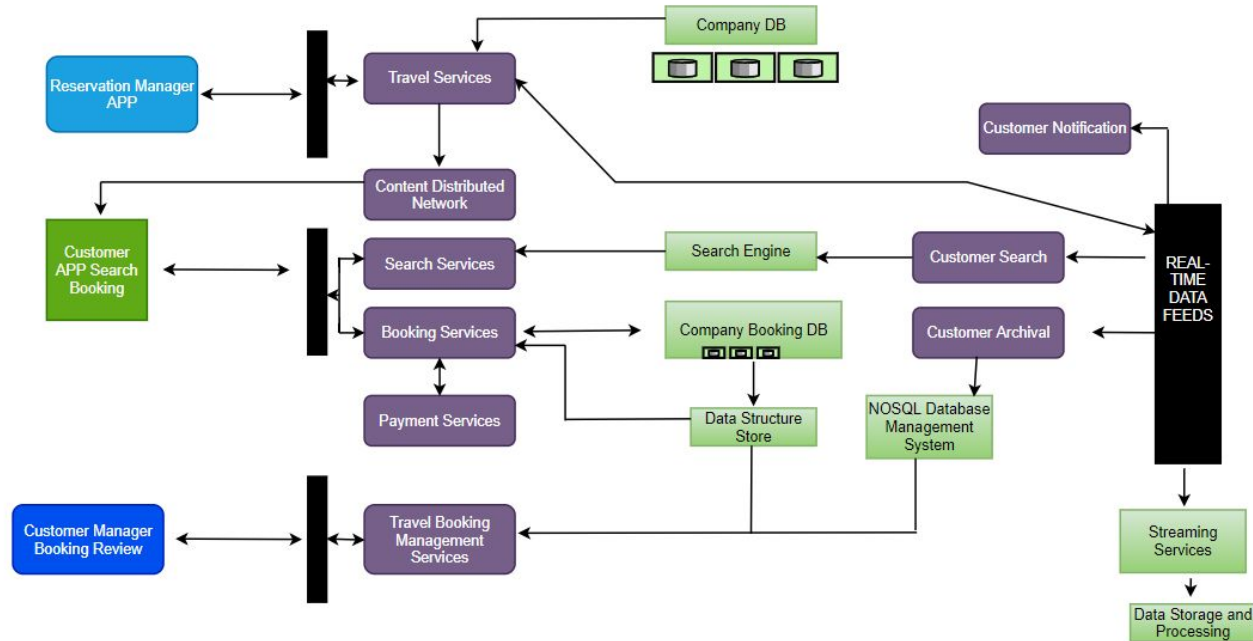 Company DB
Reservation Manager
APP
Travel Services
Customer Notification
Content Distributed
Network
Customer
APP Search
Booking
Search Services
Search Engine
Customer Search
REAL-
TIME
DATA
FEEDS
Booking Services
Company Booking DB
Customer Archival
Payment Services
Data Structure
Store
NOSQL Database
Management
System
Customer Manager
Booking Review
Travel Booking
Management
Services
Streaming
Services
Data Storage and
Processing